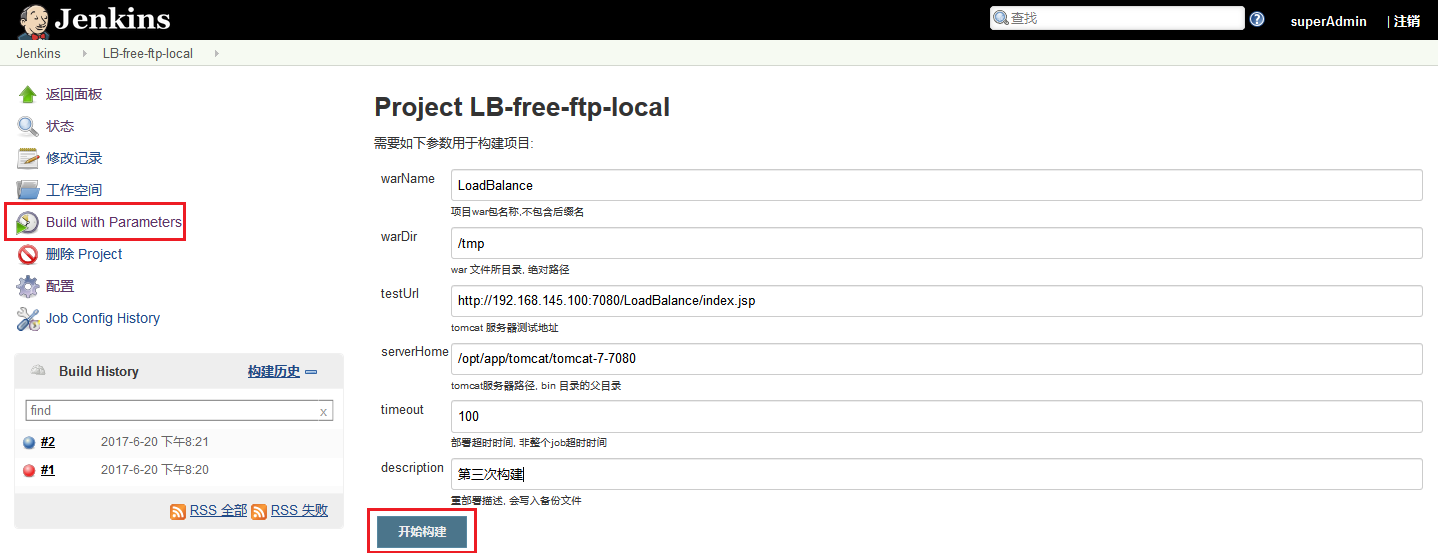 Jenkins
查找
superAdmin
| 注销
Jenkins
LB-free-ftp-local
返回面板
状态
修改记录
工作空间
Build with Parameters
删除 Project
配置
Job Config History
Build History
构建历史
find
x
#2
2017-6-20 下午8:21
#1
2017-6-20 下午8:20
RSS 全部
RSS 失败
Project LB-free-ftp-local
需要如下参数用于构建项目:
warName
LoadBalance
项目war包名称,不包含后缀名
warDir
/tmp
war 文件所目录, 绝对路径
testUrl
http://192.168.145.100:7080/LoadBalance/index.jsp
tomcat 服务器测试地址
serverHome
/opt/app/tomcat/tomcat-7-7080
tomcat服务器路径, bin 目录的父目录
timeout
100
部署超时时间, 非整个job超时时间
description
第三次构建
重部署描述, 会写入备份文件
开始构建